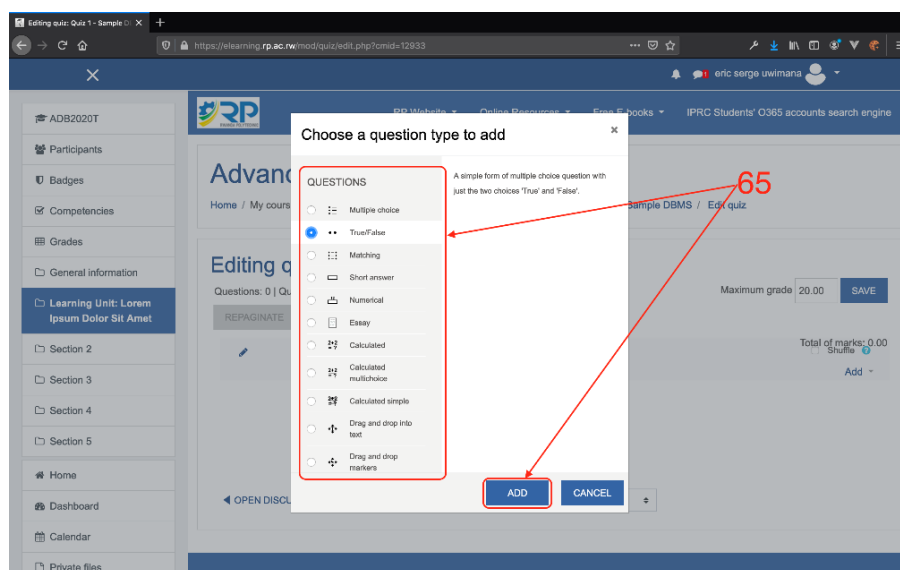 Editing quiz: Quiz 1 - Sample D
https://elearning.rp.ac.rw/mod/quiz/edit.php?cmid=12933
eric serge uwimana
ADB2020T
Participants
Badges
Competencies
Grades
General information
Learning Unit: Lorem
Ipsum Dolor Sit Amet
Section 2
Section 3
Section 4
Section 5
Home
Dashboard
Calendar
Private files
RP
RP Website
Online Resources
Free E-books
IPRC Students' O365 accounts search engine
Advanc
Home / My cours
Sample DBMS / Edit quiz
Editing q
Questions: 0 | Qu
Maximum grade 20.00 SAVE
REPAGINATE
Total of marks: 0.00
Shuffle
Add
OPEN DISCU
Choose a question type to add
QUESTIONS
Multiple choice
True/False
Matching
Short answer
Numerical
Essay
Calculated
Calculated
multichoice
Calculated simple
Drag and drop into
text
Drag and drop
markers
A simple form of multiple choice question with
just the two choices 'True' and 'False'.
ADD CANCEL
65